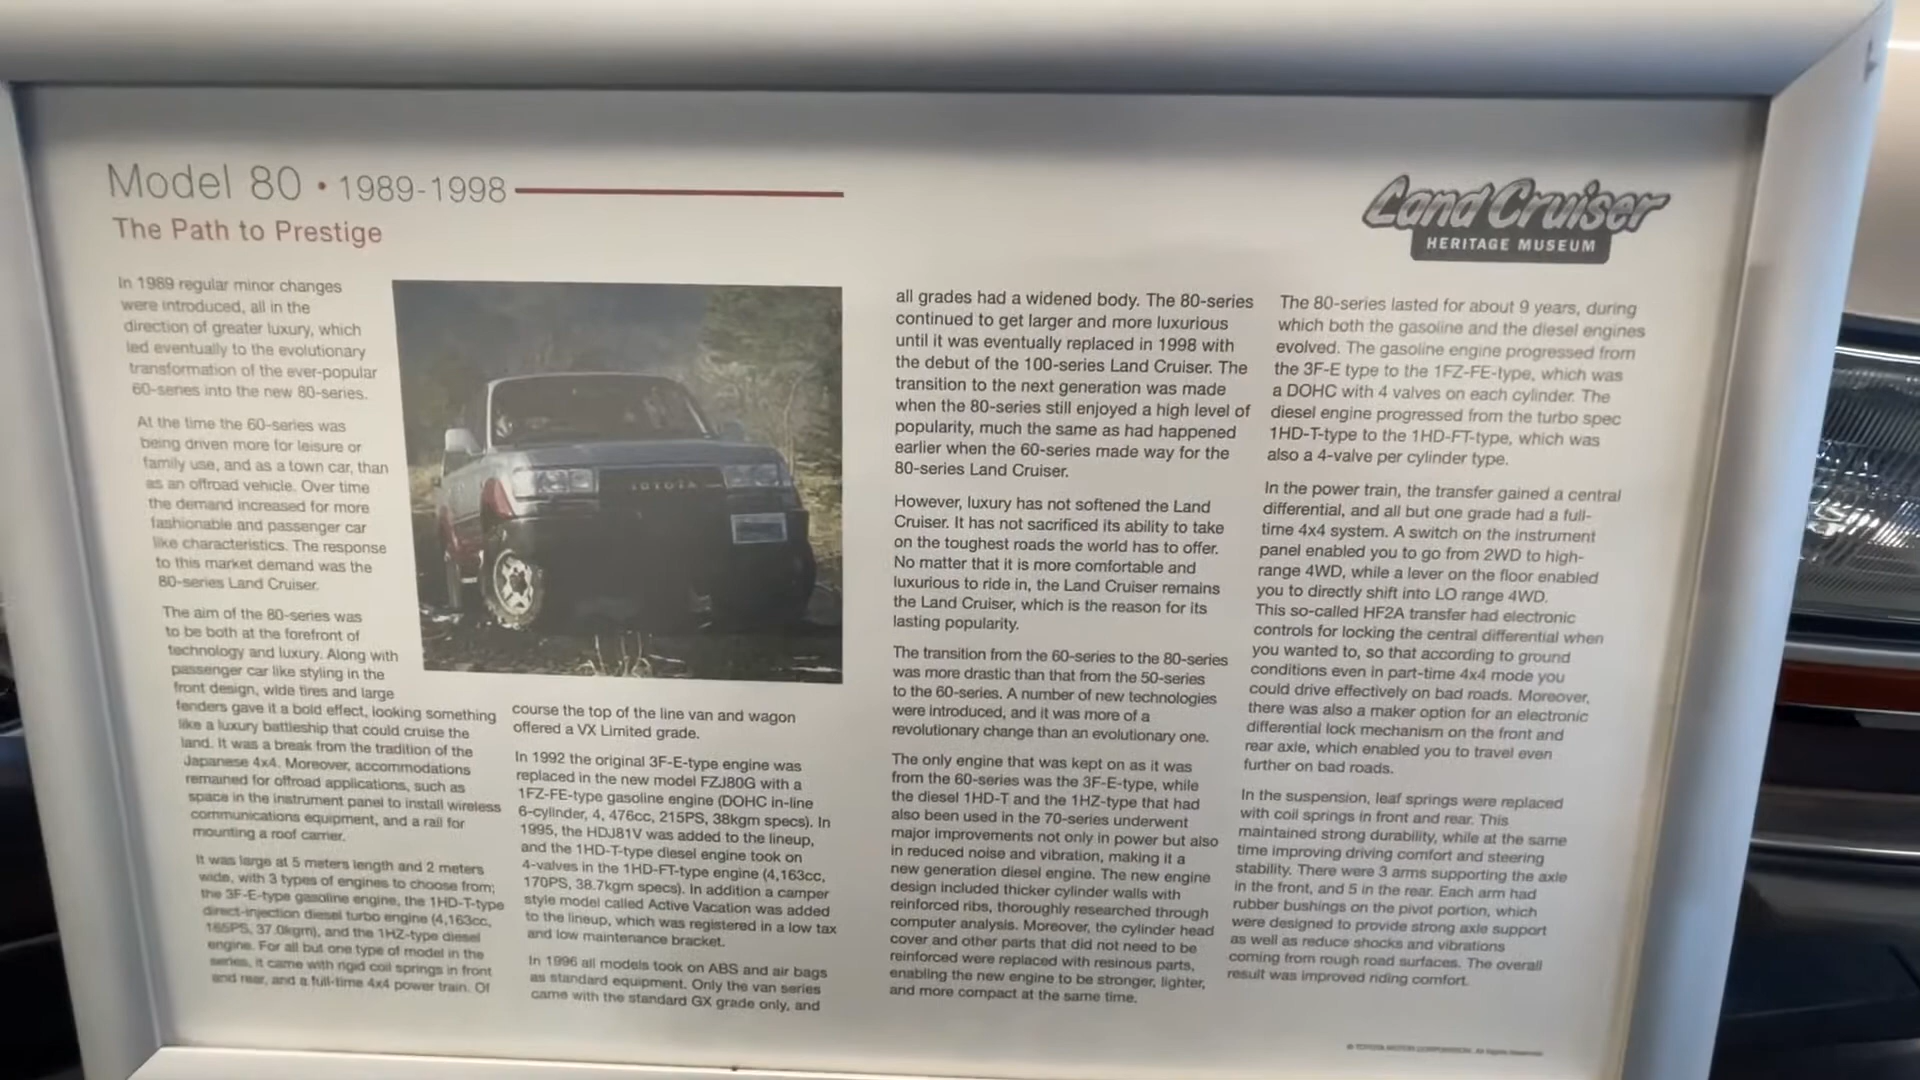 Model 80 • 1989-1998
The Path to Prestige
Land Cruiser
HERITAGE MUSEUM
In 1989 regular minor changes
were introduced, all in the
direction of greater luxury, which
led eventually to the evolutionary
transformation of the ever-popular
60-series into the new 80-series.
At the time the 60-series was
being driven more for leisure or
family use, and as a town car, than
as an offroad vehicle. Over time
the demand increased for more
fashionable and passenger car
like characteristics. The response
to this market demand was the
80-series Land Cruiser.
The aim of the 80-series was
to be both at the forefront of
technology and luxury. Along with
passenger car like styling in the
front design, wide tires and large
fenders gave it a bold effect, looking something
like a luxury battleship that could cruise the
land. It was a break from the tradition of the
Japanese 4x4. Moreover, accommodations
remained for offroad applications, such as
space in the instrument panel to install wireless
communications equipment, and a rail for
mounting a roof carrier.
It was large at 5 meters length and 2 meters
wide, with 3 types of engines to choose from;
the 3F-E-type gasoline engine, the 1HD-T-type
direct-injection diesel turbo engine (4,163cc,
165PS, 37.0kgm), and the 1HZ-type diesel
engine. For all but one type of model in the
series, it came with rigid coil springs in front
and rear, and a full-time 4x4 power train. Of
TOYOTA
course the top of the line van and wagon
offered a VX Limited grade.
In 1992 the original 3F-E-type engine was
replaced in the new model FZJ80G with a
1FZ-FE-type gasoline engine (DOHC in-line
6-cylinder, 4, 476cc, 215PS, 38kgm specs). In
1995, the HDJ81V was added to the lineup,
and the 1HD-T-type diesel engine took on
4-valves in the 1HD-FT-type engine (4,163cc,
170PS, 38.7kgm specs). In addition a camper
style model called Active Vacation was added
to the lineup, which was registered in a low tax
and low maintenance bracket.
In 1996 all models took on ABS and air bags
as standard equipment. Only the van series
came with the standard GX grade only, and
all grades had a widened body. The 80-series
continued to get larger and more luxurious
until it was eventually replaced in 1998 with
the debut of the 100-series Land Cruiser. The
transition to the next generation was made
when the 80-series still enjoyed a high level of
popularity, much the same as had happened
earlier when the 60-series made way for the
80-series Land Cruiser.
However, luxury has not softened the Land
Cruiser. It has not sacrificed its ability to take
on the toughest roads the world has to offer.
No matter that it is more comfortable and
luxurious to ride in, the Land Cruiser remains
the Land Cruiser, which is the reason for its
lasting popularity.
The transition from the 60-series to the 80-series
was more drastic than that from the 50-series
to the 60-series. A number of new technologies
were introduced, and it was more of a
revolutionary change than an evolutionary one.
The only engine that was kept on as it was
from the 60-series was the 3F-E-type, while
the diesel 1HD-T and the 1HZ-type that had
also been used in the 70-series underwent
major improvements not only in power but also
in reduced noise and vibration, making it a
new generation diesel engine. The new engine
design included thicker cylinder walls with
reinforced ribs, thoroughly researched through
computer analysis. Moreover, the cylinder head
cover and other parts that did not need to be
reinforced were replaced with resinous parts,
enabling the new engine to be stronger, lighter,
and more compact at the same time.
The 80-series lasted for about 9 years, during
which both the gasoline and the diesel engines
evolved. The gasoline engine progressed from
the 3F-E type to the 1FZ-FE-type, which was
a DOHC with 4 valves on each cylinder. The
diesel engine progressed from the turbo spec
1HD-T-type to the 1HD-FT-type, which was
also a 4-valve per cylinder type.
In the power train, the transfer gained a central
differential, and all but one grade had a full-
time 4x4 system. A switch on the instrument
panel enabled you to go from 2WD to high-
range 4WD, while a lever on the floor enabled
you to directly shift into LO range 4WD.
This so-called HF2A transfer had electronic
controls for locking the central differential when
you wanted to, so that according to ground
conditions even in part-time 4x4 mode you
could drive effectively on bad roads. Moreover,
there was also a maker option for an electronic
differential lock mechanism on the front and
rear axle, which enabled you to travel even
further on bad roads.
In the suspension, leaf springs were replaced
with coil springs in front and rear. This
maintained strong durability, while at the same
time improving driving comfort and steering
stability. There were 3 arms supporting the axle
in the front, and 5 in the rear. Each arm had
rubber bushings on the pivot portion, which
were designed to provide strong axle support
as well as reduce shocks and vibrations
coming from rough road surfaces. The overall
result was improved riding comfort.
© TOYOTA MOTOR CORPORATION. All Rights Reserved.